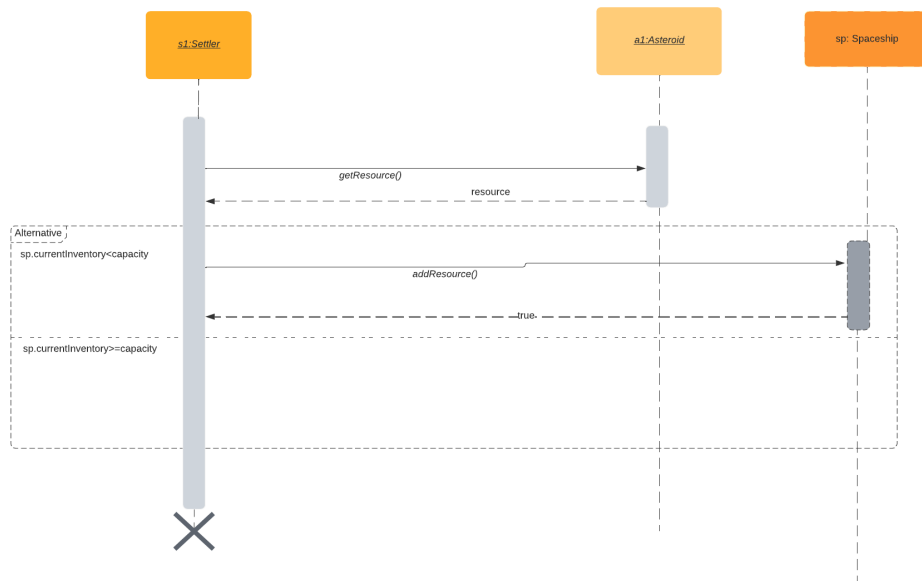 s1:Settler
a1:Asteroid
sp: Spaceship
getResource()
resource
Alternative
sp.currentInventory<capacity
addResource()
true
sp.currentInventory>=capacity